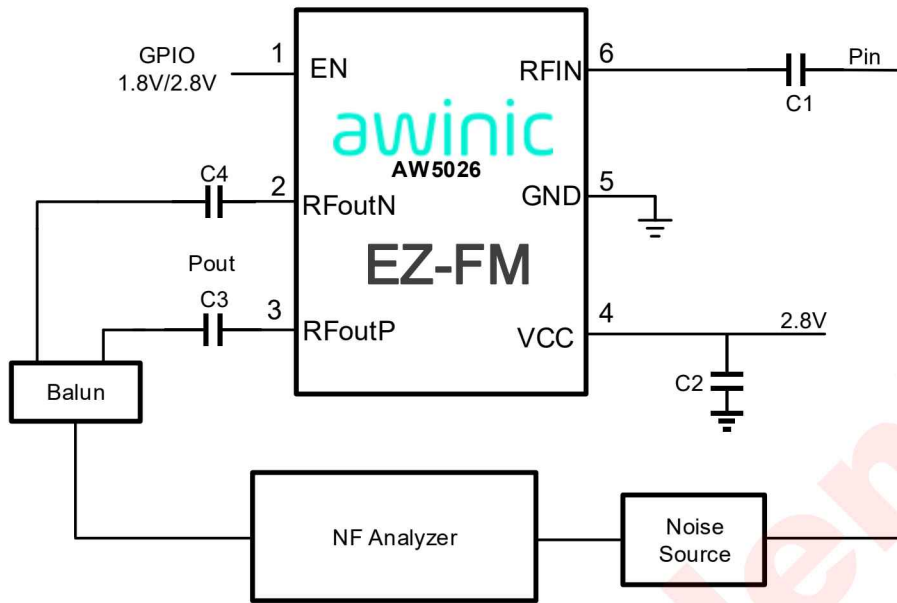 GPIO
1.8V/2.8V
1
EN
RFIN
6
Pin
C1
awinic
AW5026
C4
2
RFoutN
GND
5
EZ-FM
Pout
C3
3
RFoutP
VCC
4
2.8V
C2
Balun
NF Analyzer
Noise
Source